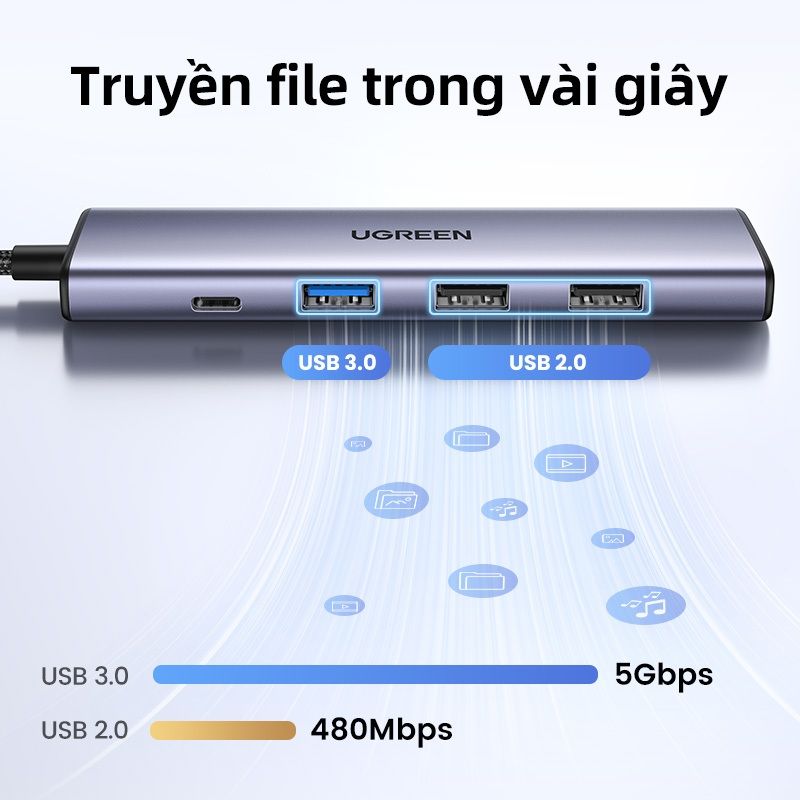 Truyền file trong vài giây
UGREEN
USB 3.0
USB 2.0
USB 3.0
5Gbps
USB 2.0
480Mbps